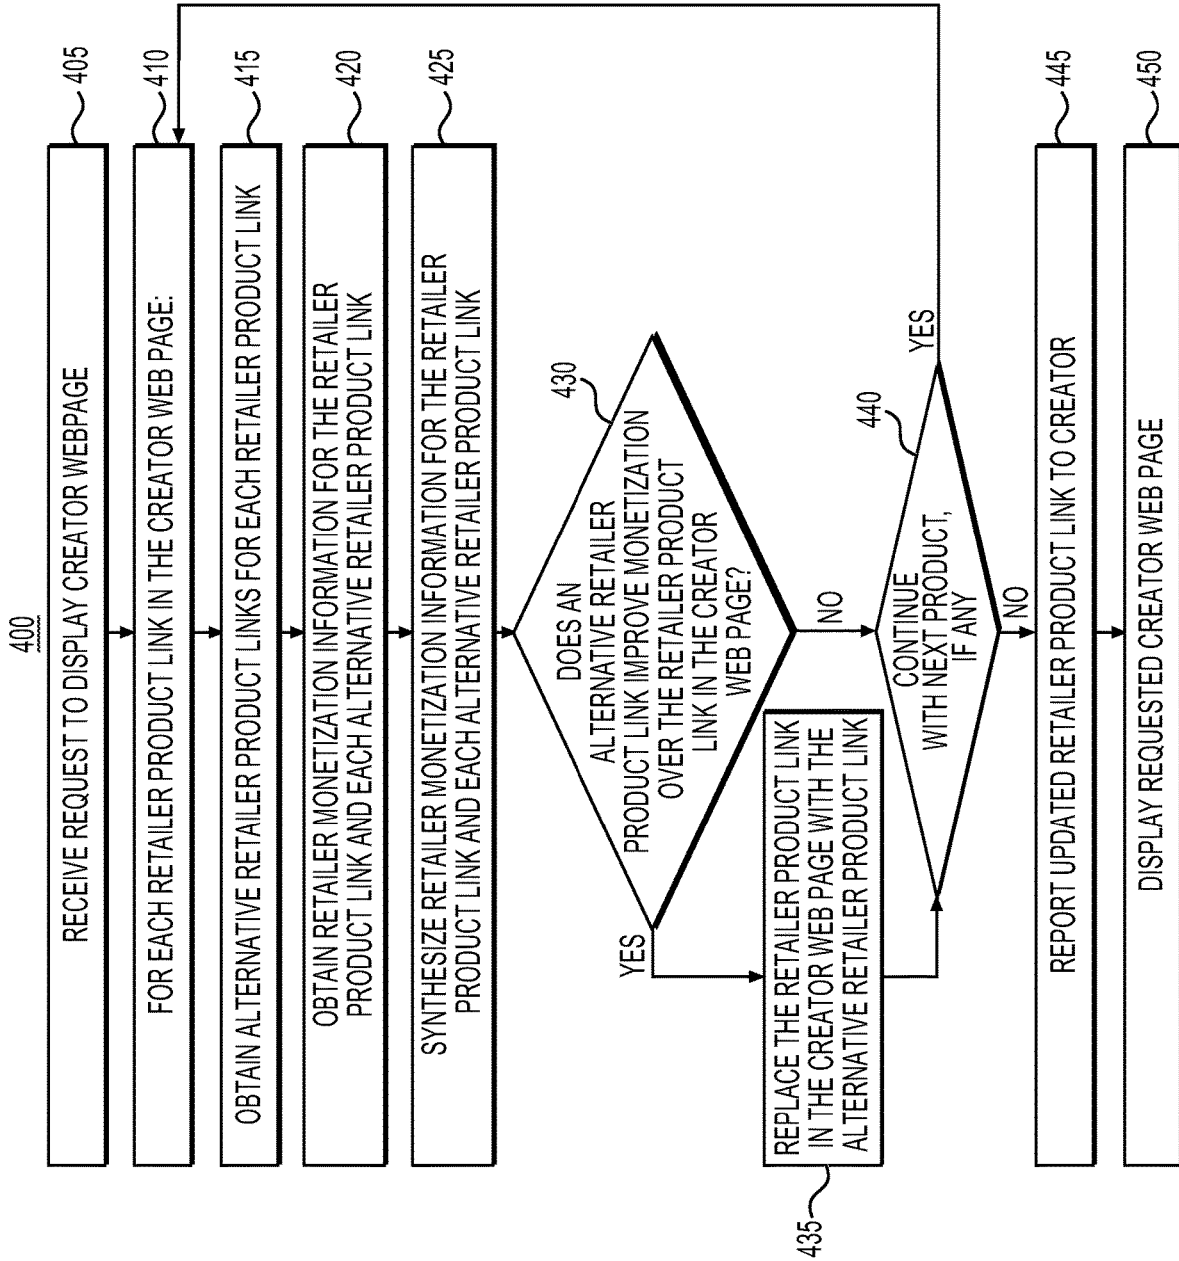 400
RECEIVE REQUEST TO DISPLAY CREATOR WEBPAGE
405
FOR EACH RETAILER PRODUCT LINK IN THE CREATOR WEB PAGE:
410
OBTAIN ALTERNATIVE RETAILER PRODUCT LINKS FOR EACH RETAILER PRODUCT LINK
415
OBTAIN RETAILER MONETIZATION INFORMATION FOR THE RETAILER
PRODUCT LINK AND EACH ALTERNATIVE RETAILER PRODUCT LINK
420
SYNTHESIZE RETAILER MONETIZATION INFORMATION FOR THE RETAILER
PRODUCT LINK AND EACH ALTERNATIVE RETAILER PRODUCT LINK
425
DOES AN
ALTERNATIVE RETAILER
PRODUCT LINK IMPROVE MONETIZATION
OVER THE RETAILER PRODUCT
LINK IN THE CREATOR
WEB PAGE?
430
YES
NO
REPLACE THE RETAILER PRODUCT LINK
IN THE CREATOR WEB PAGE WITH THE
ALTERNATIVE RETAILER PRODUCT LINK
435
CONTINUE
WITH NEXT PRODUCT,
IF ANY
440
YES
NO
REPORT UPDATED RETAILER PRODUCT LINK TO CREATOR
445
DISPLAY REQUESTED CREATOR WEB PAGE
450